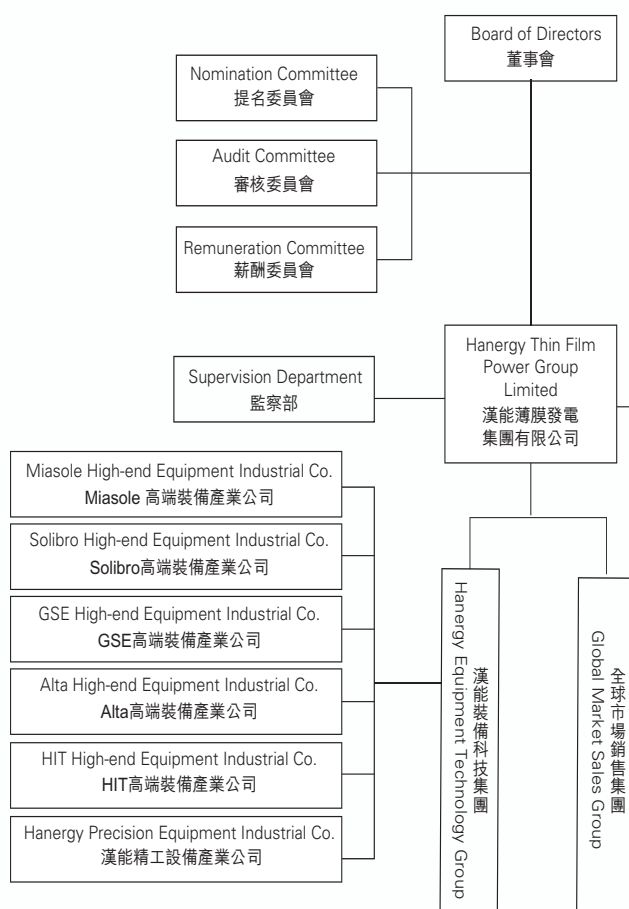 Board of Directors
董事會
Nomination Committee
提名委員會
Audit Committee
審核委員會
Remuneration Committee
薪酬委員會
Hanergy Thin Film
Power Group
Limited
漢能薄膜發電
集團有限公司
Supervision Department
監察部
Miasole High-end Equipment Industrial Co.
Miasole 高端裝備產業公司
Solibro High-end Equipment Industrial Co.
Solibro高端裝備產業公司
GSE High-end Equipment Industrial Co.
GSE高端裝備產業公司
Alta High-end Equipment Industrial Co.
Alta高端裝備產業公司
HIT High-end Equipment Industrial Co.
HIT高端裝備產業公司
Hanergy Precision Equipment Industrial Co.
漢能精工設備產業公司
漢能裝備科技集團
Hanergy Equipment Technology Group
全球市場銷售集團
Global Market Sales Group